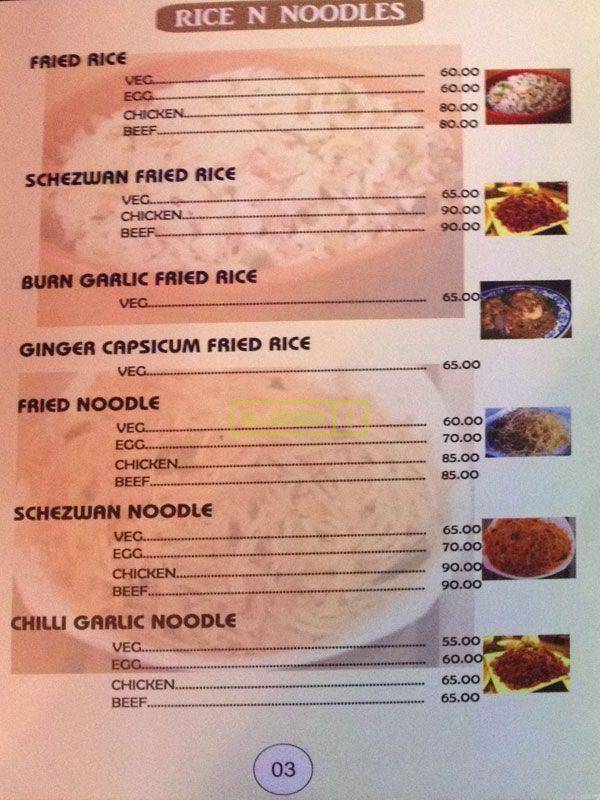 RICE N NOODLES
FRIED RICE
VEG 60.00
EGG 60.00
CHICKEN 80.00
BEEF 80.00
SCHEZWAN FRIED RICE
VEG 65.00
CHICKEN 90.00
BEEF 90.00
BURN GARLIC FRIED RICE
VEG 65.00
GINGER CAPSICUM FRIED RICE
VEG 65.00
FRIED NOODLE
VEG 60.00
EGG 70.00
CHICKEN 85.00
BEEF 85.00
SCHEZWAN NOODLE
VEG 65.00
EGG 70.00
CHICKEN 90.00
BEEF 90.00
CHILLI GARLIC NOODLE
VEG 55.00
EGG 60.00
CHICKEN 65.00
BEEF 65.00
03